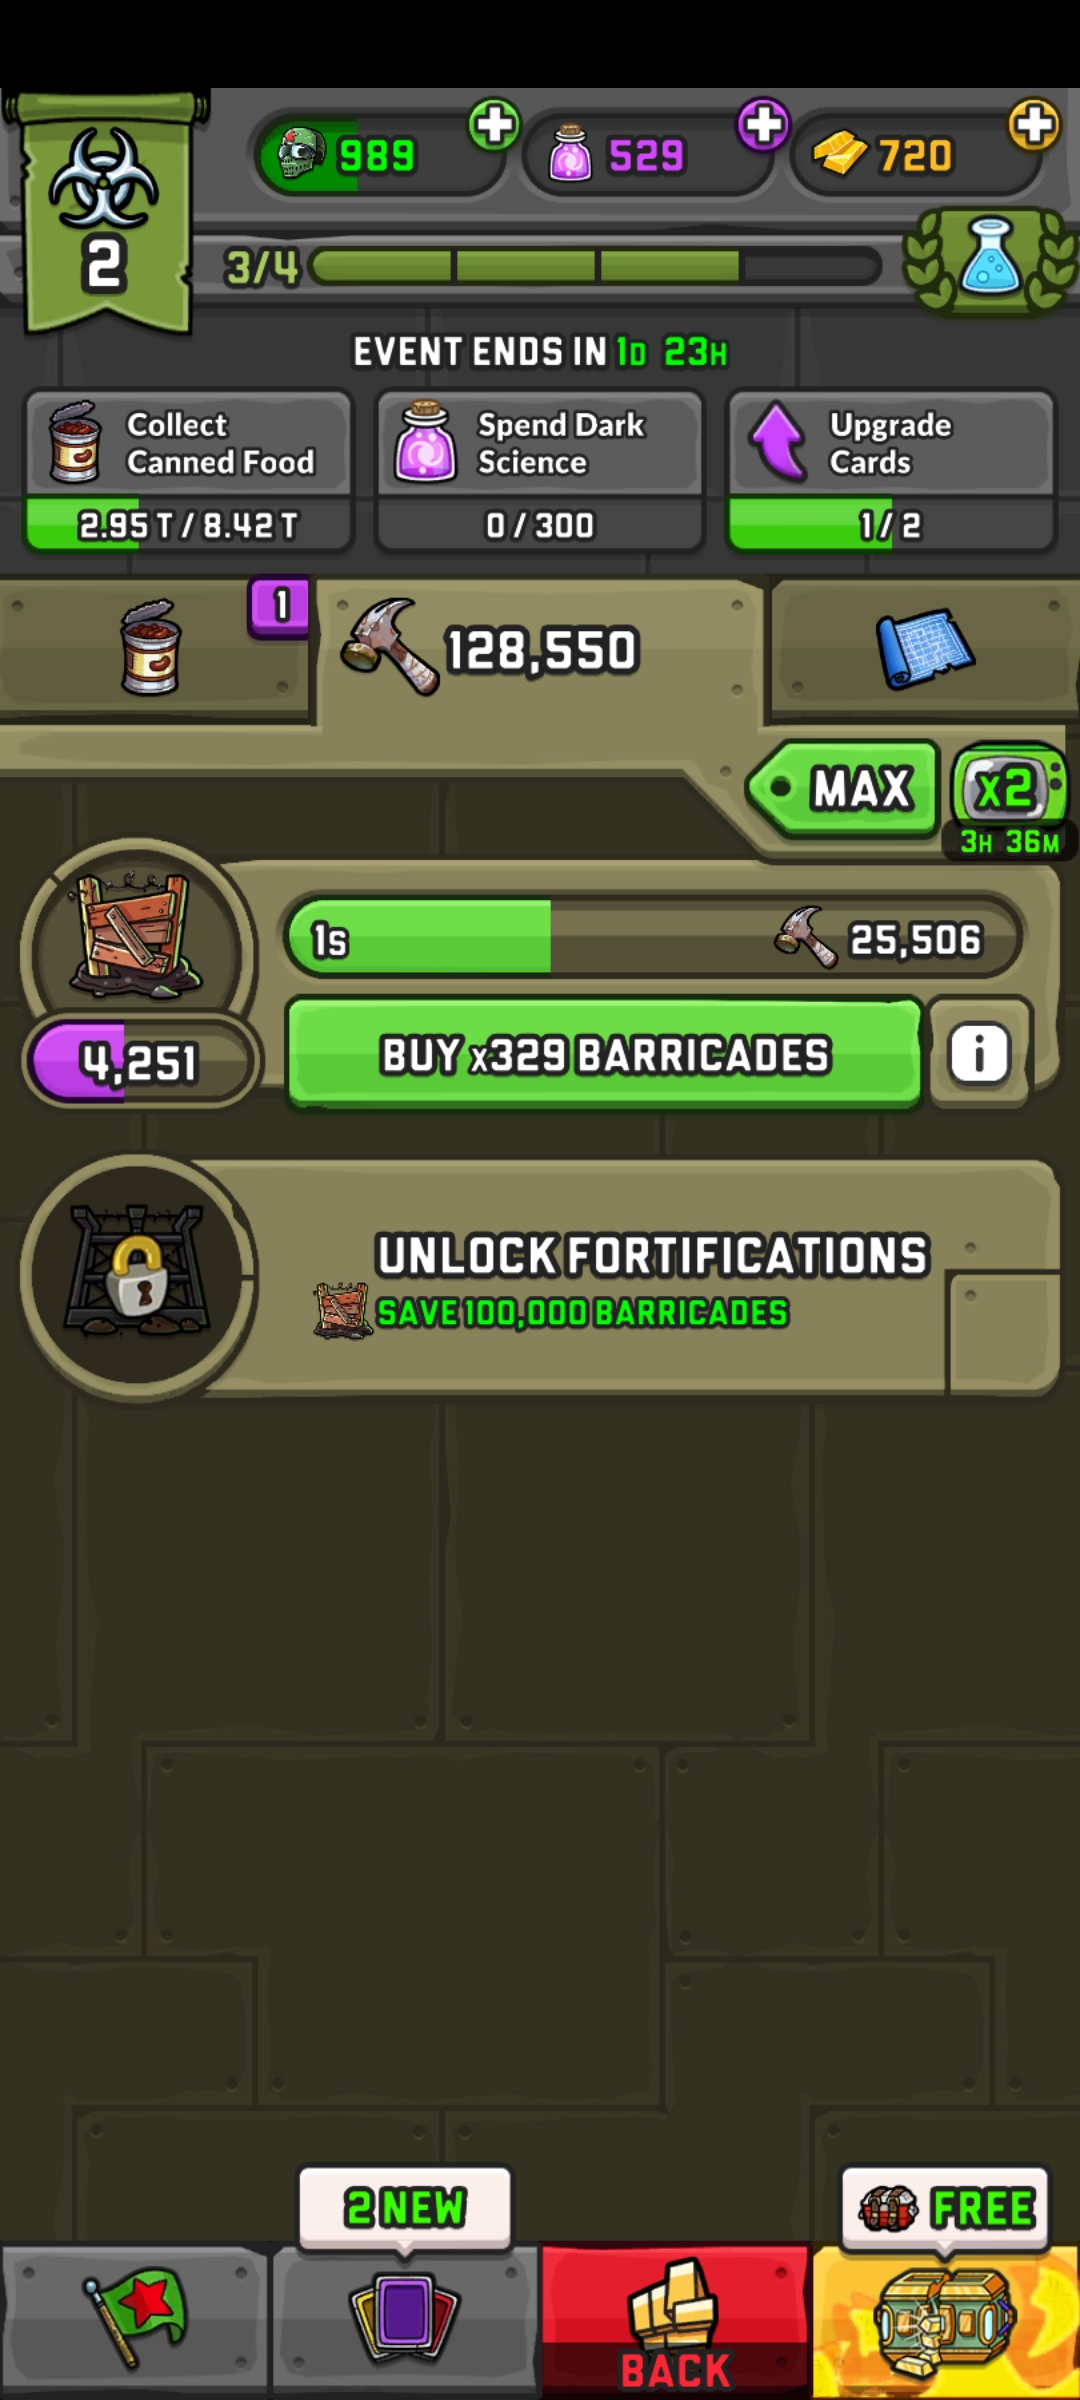 989
529
720
2
3/4
EVENT ENDS IN 1D 23H
Collect
Canned Food
2.95 T / 8.42 T
Spend Dark
Science
0 / 300
Upgrade
Cards
1 / 2
1
128,550
MAX
x2
3H 36M
1s
25,506
4,251
BUY x329 BARRICADES
i
UNLOCK FORTIFICATIONS
SAVE 100,000 BARRICADES
2 NEW
FREE
BACK